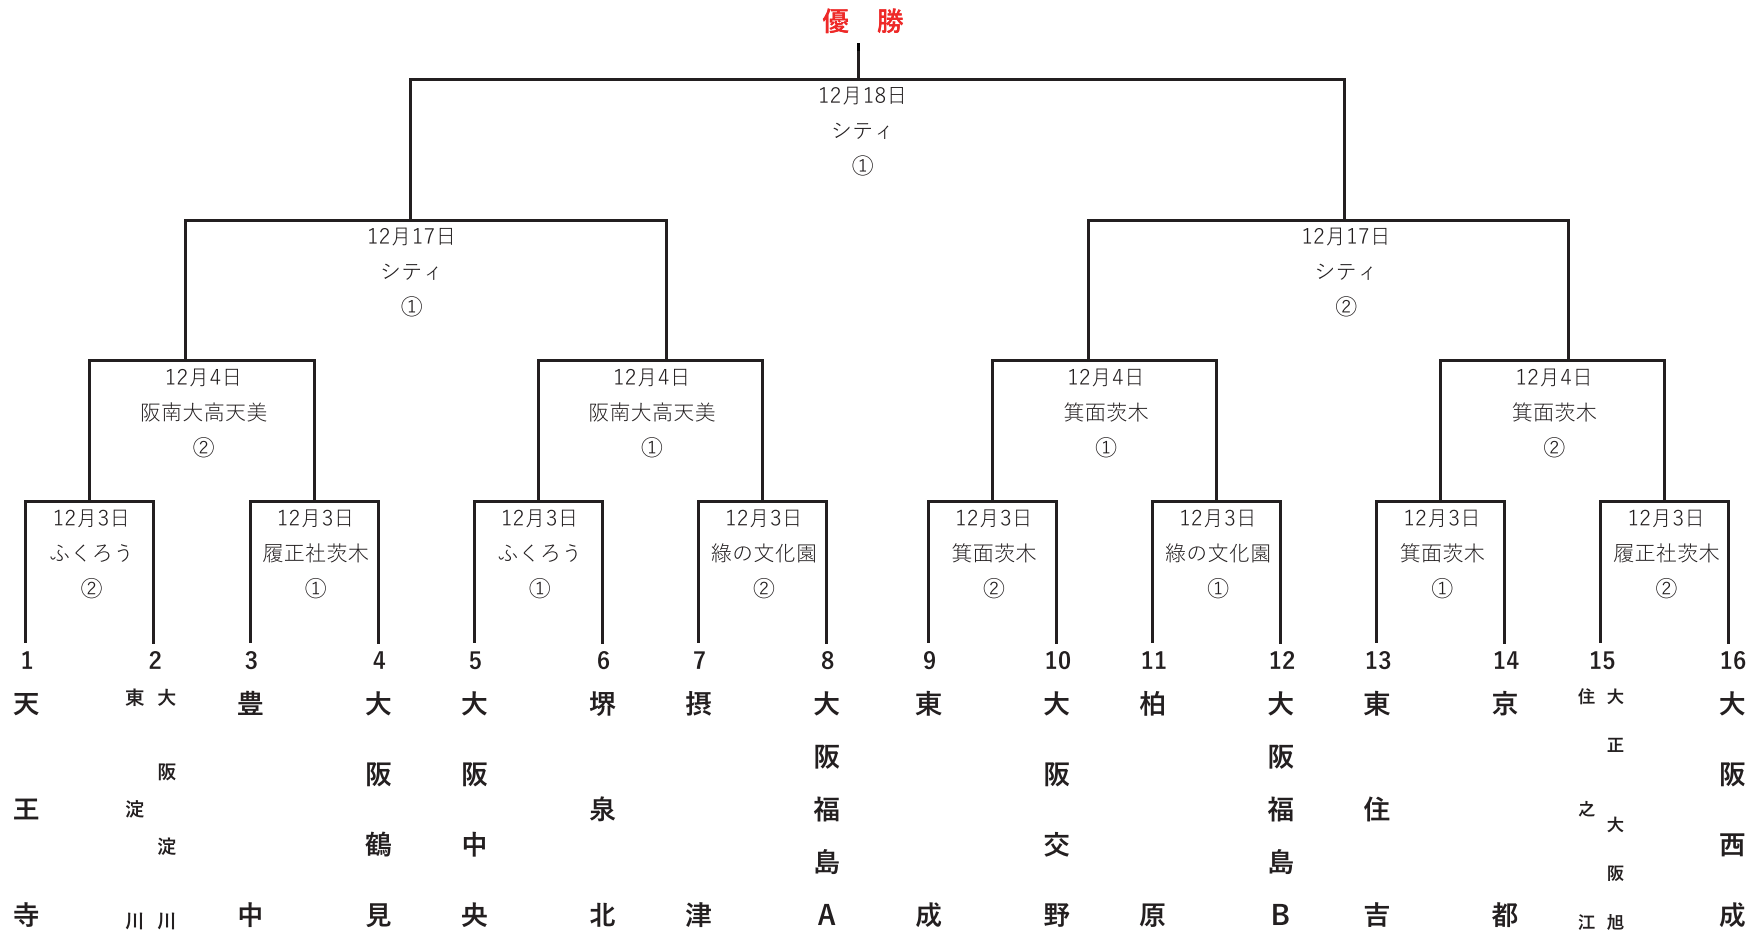 優 勝
12月18日
シティ
①
12月17日
シティ
①
12月17日
シティ
②
12月4日
阪南大高天美
②
12月4日
阪南大高天美
①
12月4日
箕面茨木
①
12月4日
箕面茨木
②
12月3日
ふくろう
②
12月3日
履正社茨木
①
12月3日
ふくろう
①
12月3日
綠の文化園
②
12月3日
箕面茨木
②
12月3日
綠の文化園
①
12月3日
箕面茨木
①
12月3日
履正社茨木
②
1
天王寺
2
大阪淀川
東淀川
3
豊中
4
大阪鶴見
5
大阪中央
6
堺泉北
7
摂津
8
大阪福島A
9
東成
10
大阪交野
11
柏原
12
大阪福島B
13
東住吉
14
京都
15
大正大阪旭
住之江
16
大阪西成